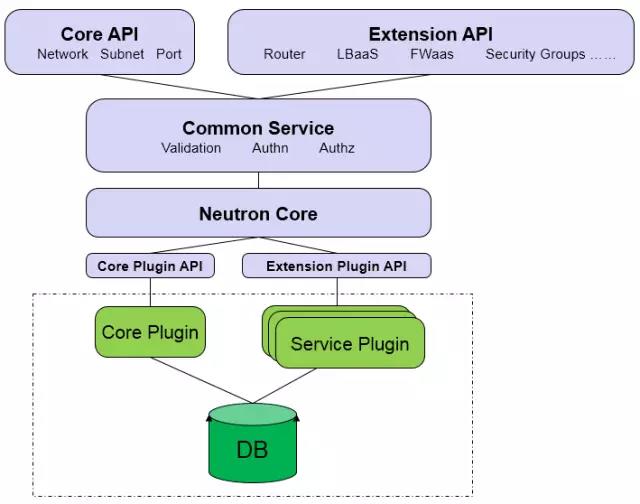 Core API
Network Subnet Port
Extension API
Router LBaaS FWaas Security Groups ……
Common Service
Validation Authn Authz
Neutron Core
Core Plugin API
Extension Plugin API
Core Plugin
Service Plugin
DB